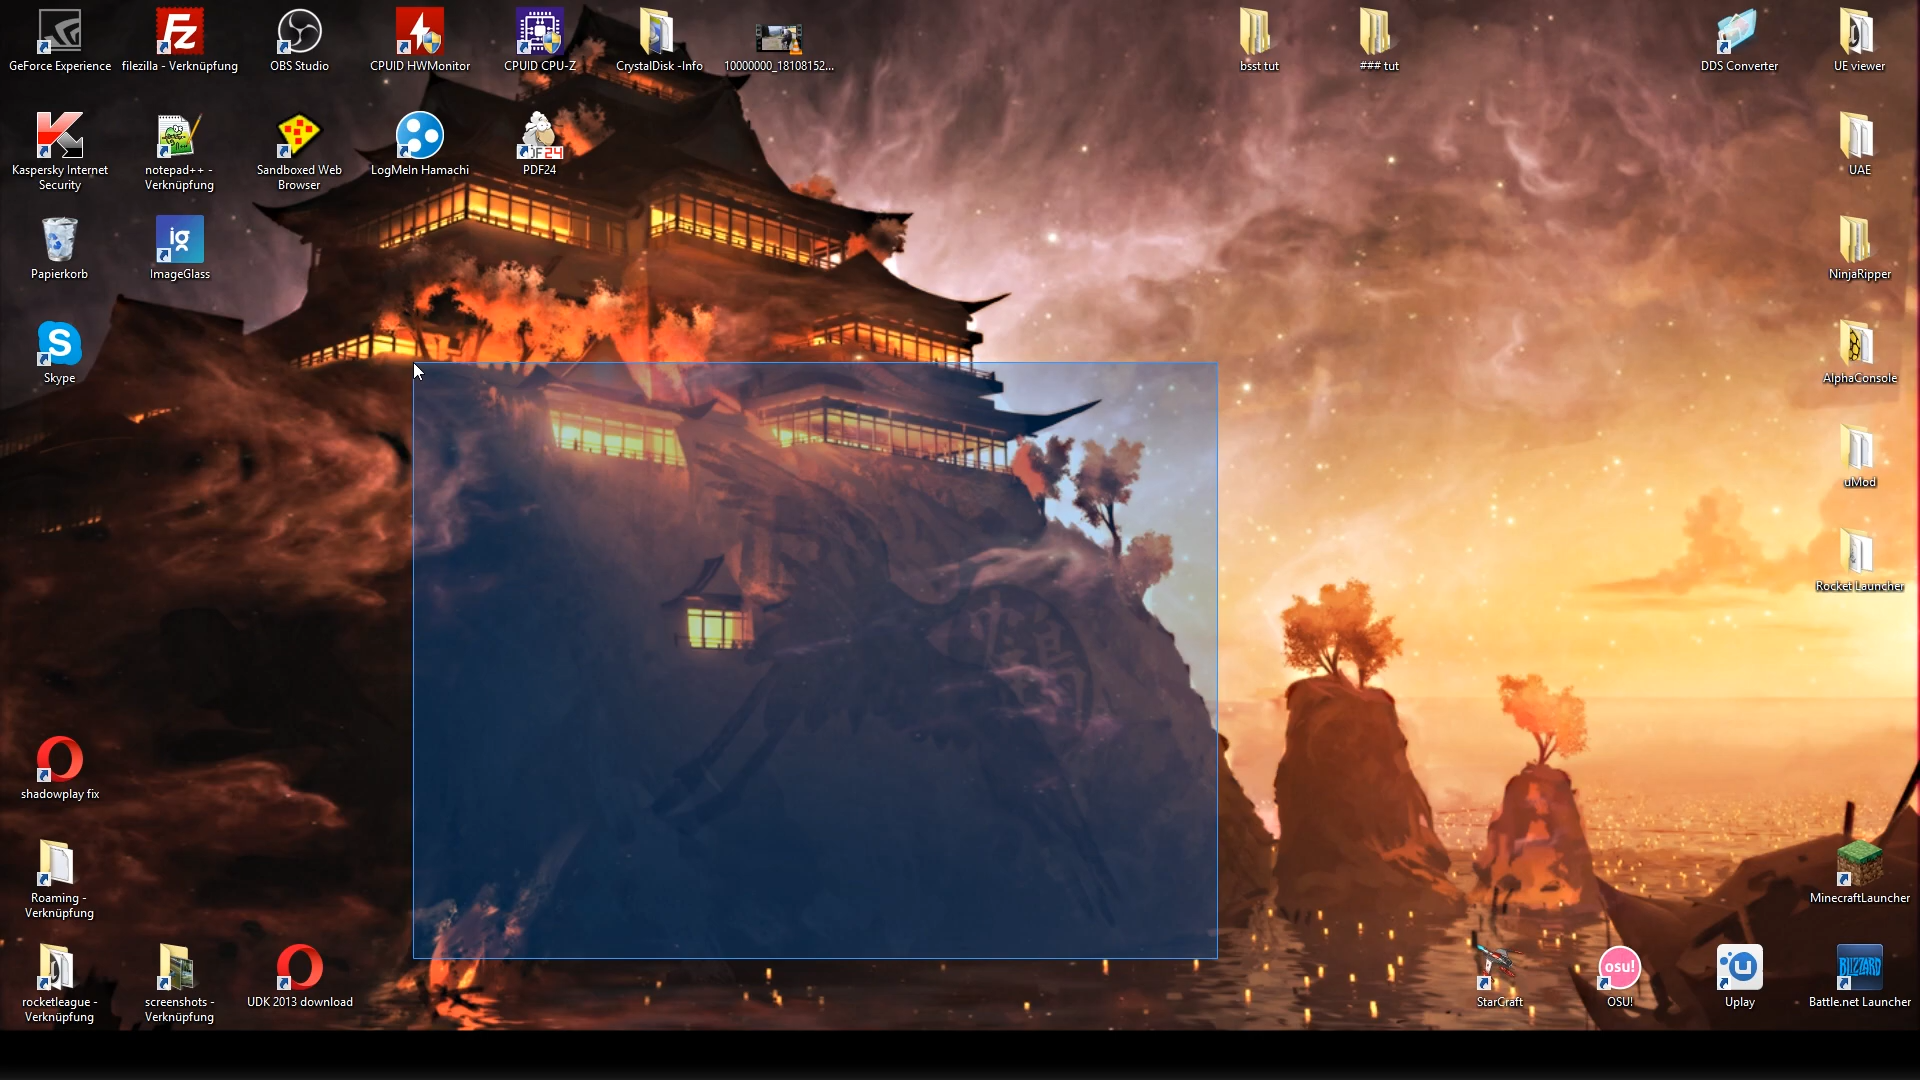 GeForce Experience
filezilla - Verknüpfung
OBS Studio
CPUID HWMonitor
CPUID CPU-Z
CrystalDisk -Info
10000000_18108152...
bsst tut
### tut
DDS Converter
UE viewer
Kaspersky Internet
Security
notepad++ -
Verknüpfung
Sandboxed Web
Browser
LogMeIn Hamachi
PDF24
UAE
Papierkorb
ig
ImageGlass
NinjaRipper
Skype
AlphaConsole
uMod
Rocket Launcher
shadowplay fix
Roaming -
Verknüpfung
MinecraftLauncher
rocketleague -
Verknüpfung
screenshots -
Verknüpfung
UDK 2013 download
StarCraft
osu!
OSU!
Uplay
BLIZZARD
Battle.net Launcher